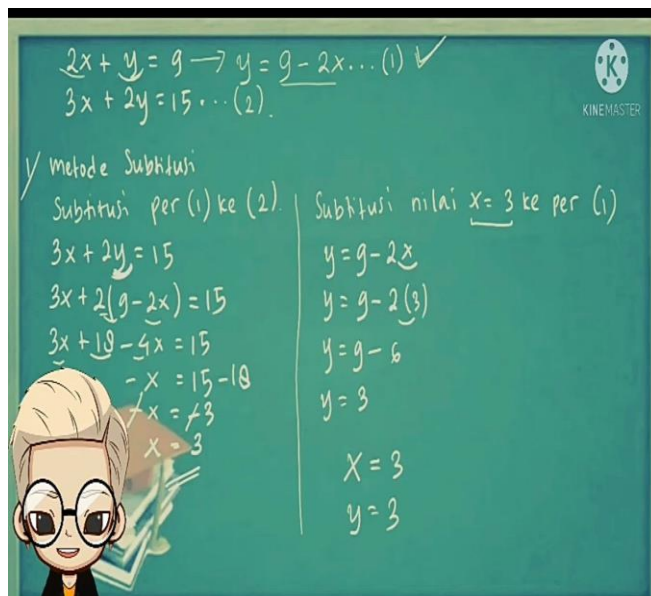 2x + y = 9 → y = 9 - 2x... (1) ✓
3x + 2y = 15... (2).
K
KINEMASTER
1/ metode Subtitusi
Subtitusi per (1) ke (2).
3x + 2y = 15
3x + 2(9 - 2x) = 15
3x + 18 - 4x = 15
- x = 15 - 18
-x = -3
x = 3
Subtitusi nilai x = 3 ke per (1)
y = 9 - 2x
y = 9 - 2(3)
y = 9 - 6
y = 3
x = 3
y = 3